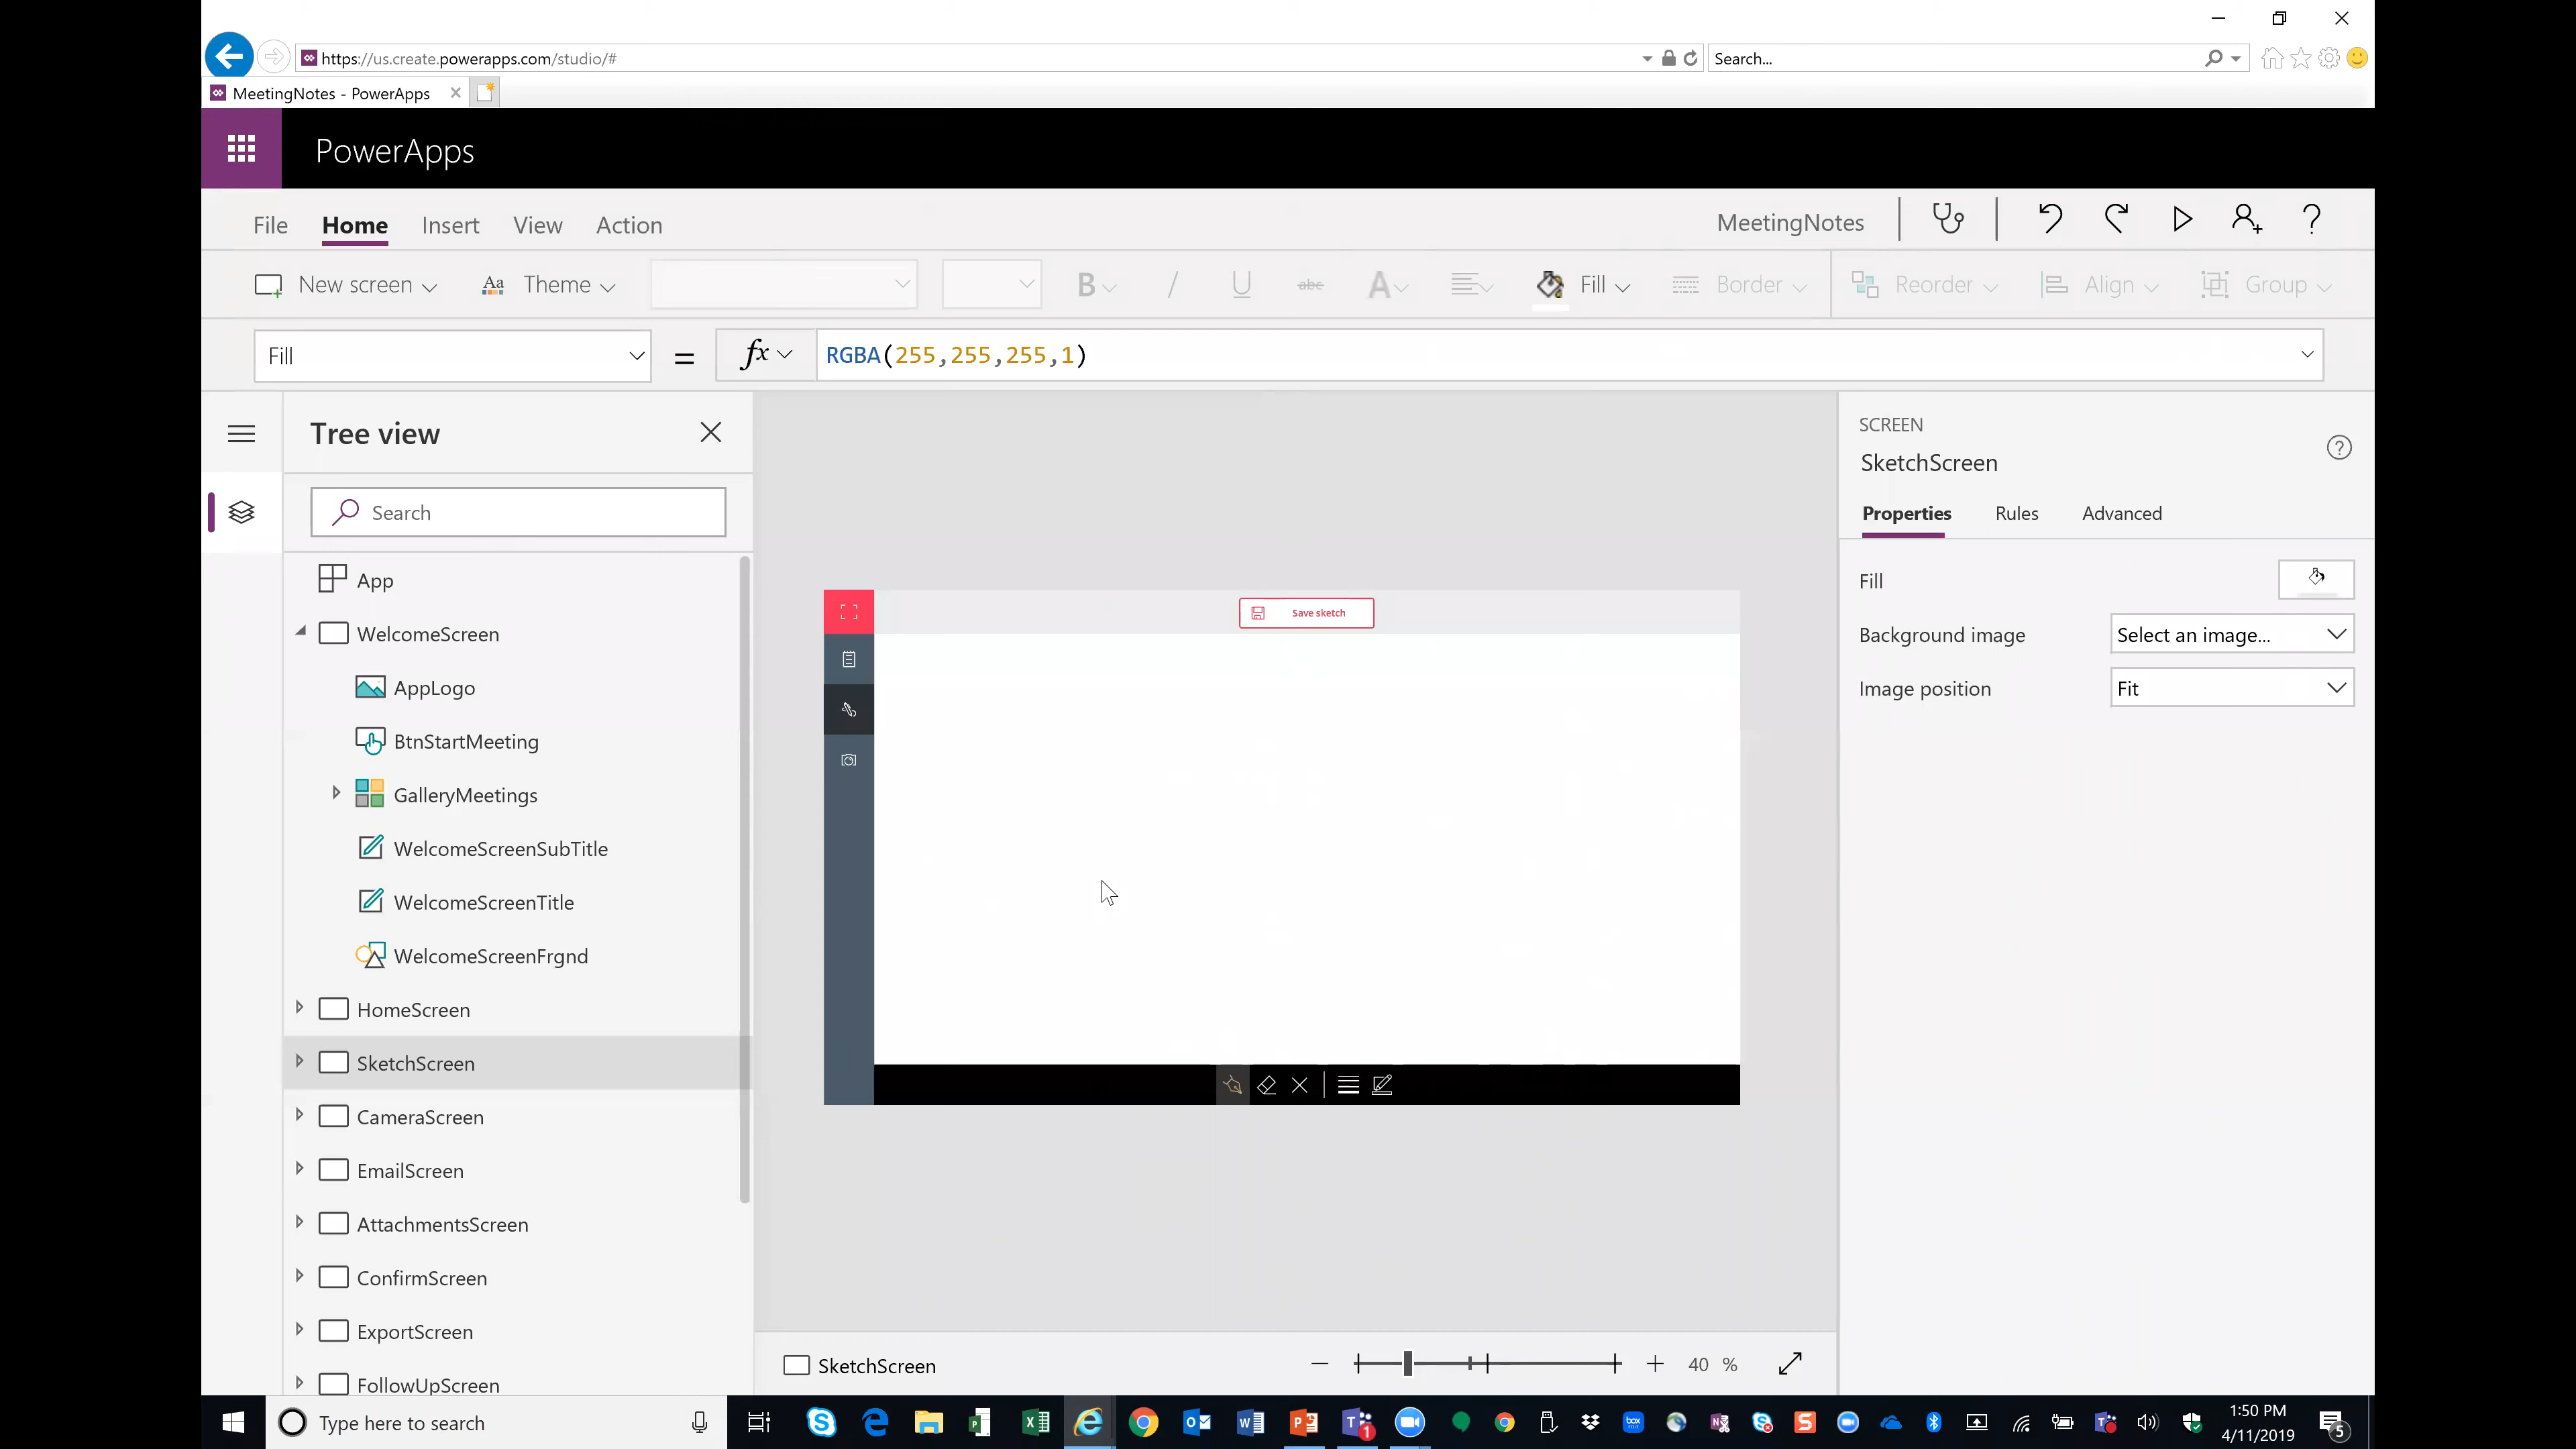 https://us.create.powerapps.com/studio/#
Search...
MeetingNotes - PowerApps
PowerApps
File Home Insert View Action
MeetingNotes
New screen
Aa Theme
B / U abc A
Fill
Border
Reorder
Align
Group
Fill = fx RGBA(255,255,255,1)
Tree view
Search
App
WelcomeScreen
AppLogo
BtnStartMeeting
GalleryMeetings
WelcomeScreenSubTitle
WelcomeScreenTitle
WelcomeScreenFrgnd
HomeScreen
SketchScreen
CameraScreen
EmailScreen
AttachmentsScreen
ConfirmScreen
ExportScreen
FollowUpScreen
Save sketch
SketchScreen
40 %
SCREEN
SketchScreen
Properties Rules Advanced
Fill
Background image Select an image...
Image position Fit
Type here to search
1:50 PM
4/11/2019
5